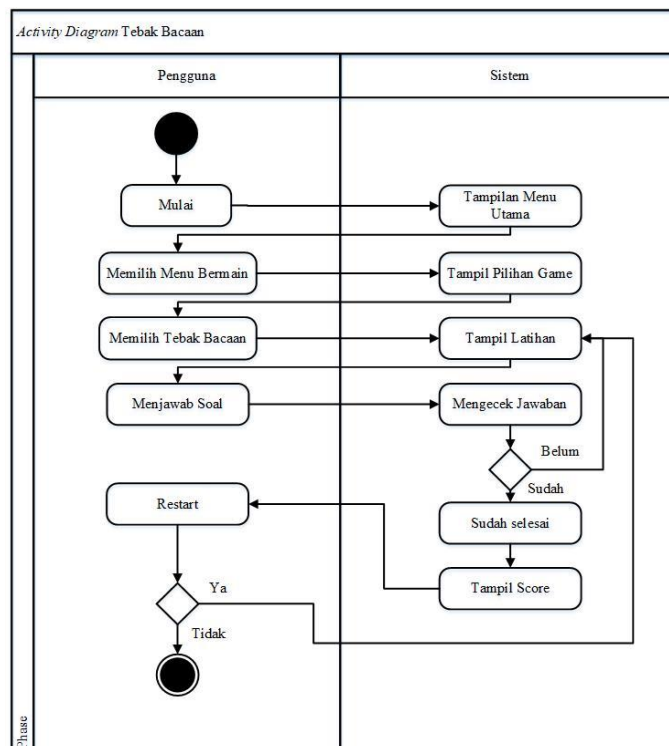 Activity Diagram Tebak Bacaan
Pengguna
Sistem
Mulai
Tampilan Menu
Utama
Memilih Menu Bermain
Tampil Pilihan Game
Memilih Tebak Bacaan
Tampil Latihan
Menjawab Soal
Mengecek Jawaban
Belum
Sudah
Restart
Sudah selesai
Ya
Tampil Score
Tidak
Phase